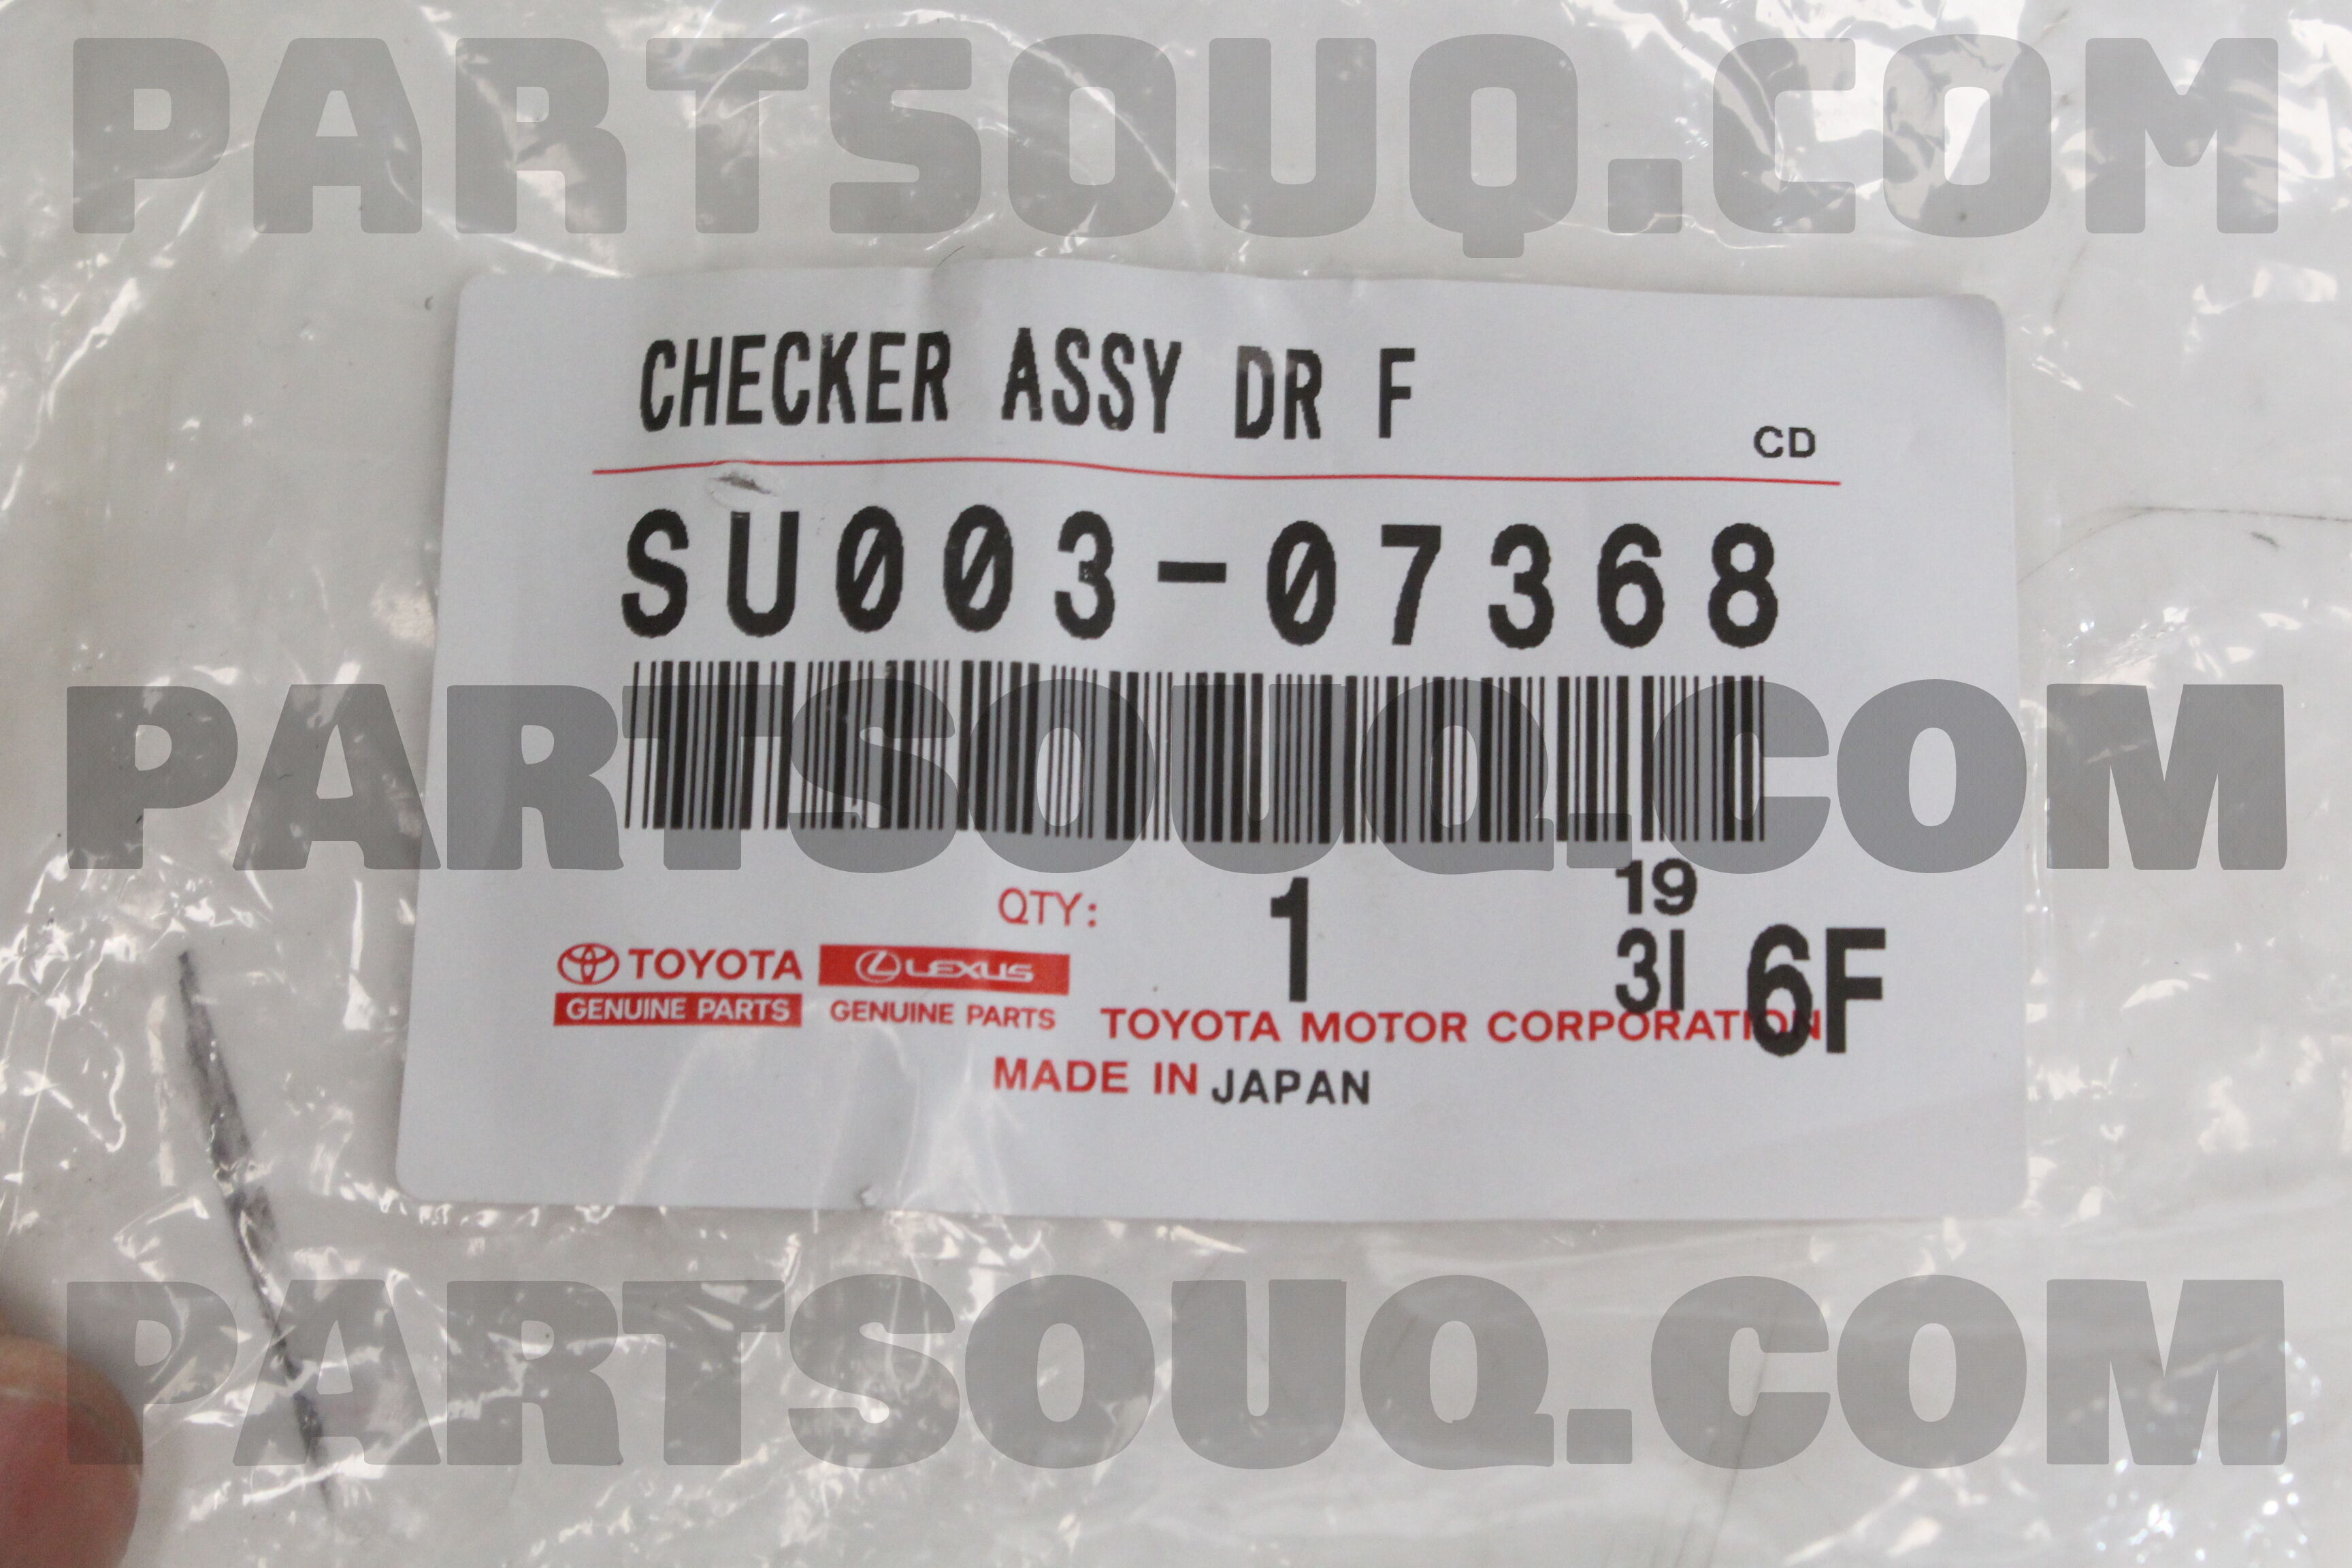 PARTSOUQ.COM
CHECKER ASSY DR F
CD
SU003-07368
PARTSOUQ.COM
19
QTY: 1 3I 6F
TOYOTA LEXUS
GENUINE PARTS GENUINE PARTS TOYOTA MOTOR CORPORATION
MADE IN JAPAN
PARTSOUQ.COM